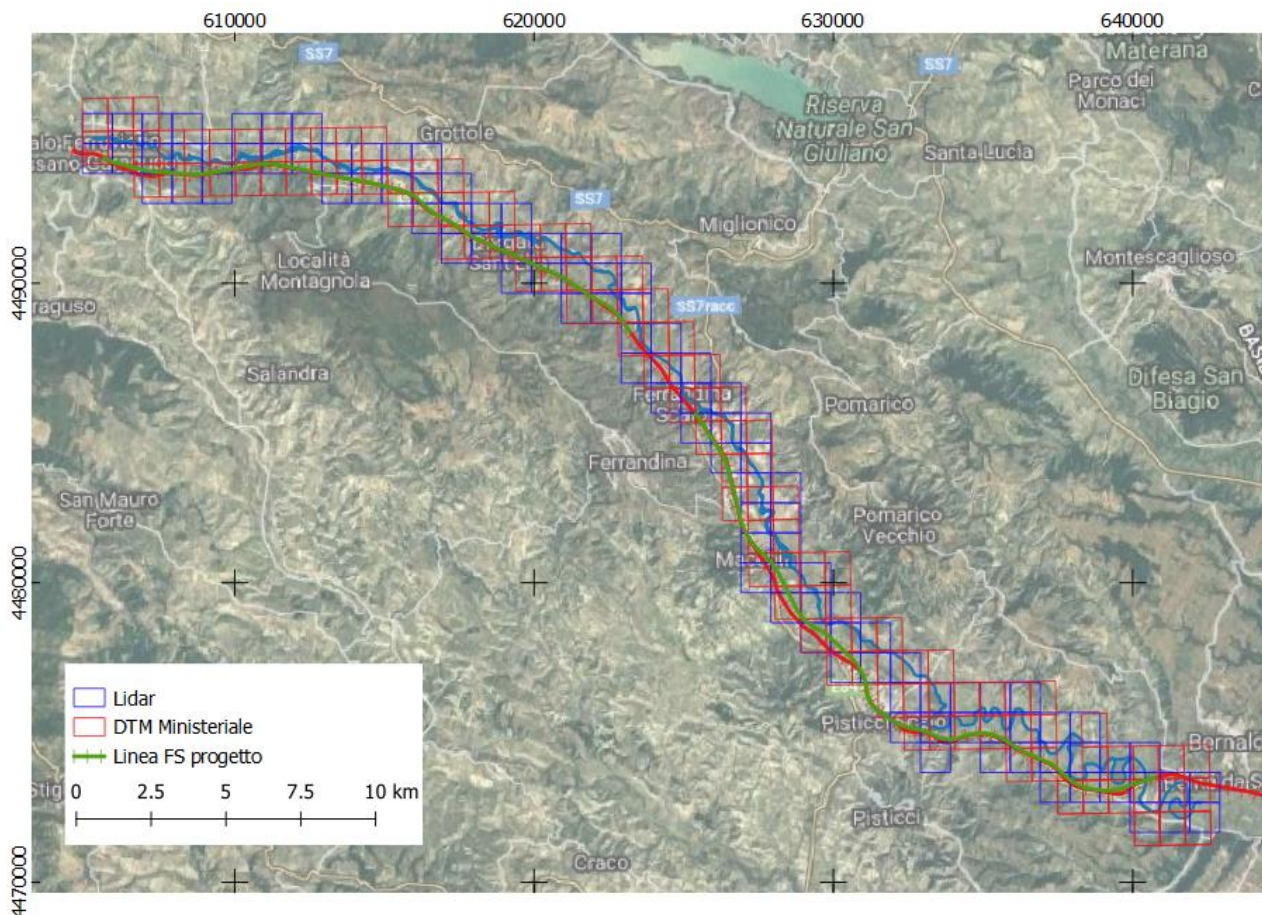 610000
620000
630000
640000
Materana
SS7
SS7
Parco dei
Monaci
Riserva
Naturale San
Giuliano
Grottole
Santa Lucia
SS7
Miglionico
Montescaglioso
Località
Montagnola
4490000
SS7racc
Salandra
Difesa San
Biagio
Ferrandina
Pomarico
Ferrandina
San Mauro
Forte
Pomarico
Vecchio
4480000
Pisticci
Craco
4470000
Lidar
DTM Ministeriale
Linea FS progetto
0 2.5 5 7.5 10 km